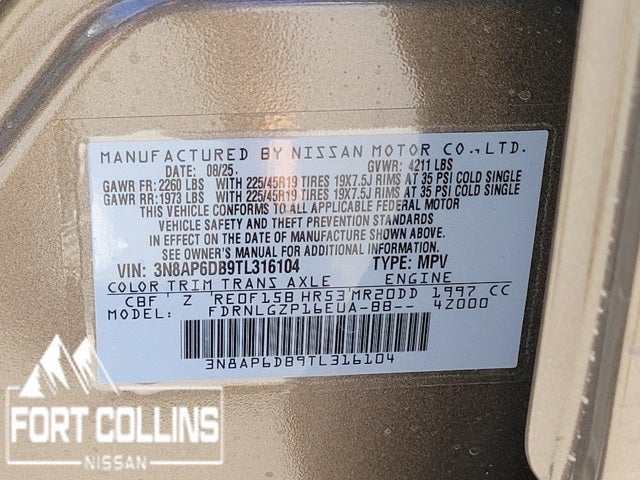 MANUFACTURED BY NISSAN MOTOR CO., LTD.
DATE: 08/25. GVWR: 4211 LBS
GAWR FR: 2260 LBS WITH 225/45R19 TIRES 19X7.5J RIMS AT 35 PSI COLD SINGLE
GAWR RR: 1973 LBS WITH 225/45R19 TIRES 19X7.5J RIMS AT 35 PSI COLD SINGLE
THIS VEHICLE CONFORMS TO ALL APPLICABLE FEDERAL MOTOR
VEHICLE SAFETY AND THEFT PREVENTION STANDARDS
IN EFFECT ON THE DATE OF MANUFACTURE SHOWN ABOVE.
SEE OWNER'S MANUAL FOR ADDITIONAL INFORMATION.
VIN: 3N8AP6DB9TL316104 TYPE: MPV
COLOR TRIM TRANS AXLE ENGINE
CBF Z RE0F15B HR53 MR20DD 1997 CC
MODEL: FDRNLGZP16EUA-BB-- 4Z000
3N8AP6DB9TL316104
FORT COLLINS
NISSAN